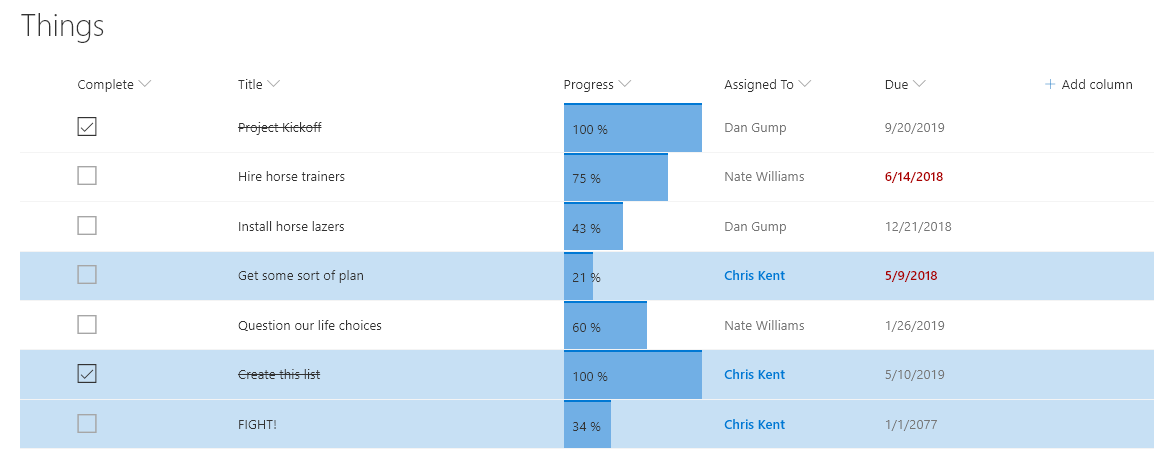 Things
Complete Title Progress Assigned To Due + Add column
Project Kickoff 100 % Dan Gump 9/20/2019
Hire horse trainers 75 % Nate Williams 6/14/2018
Install horse lazers 43 % Dan Gump 12/21/2018
Get some sort of plan 21 % Chris Kent 5/9/2018
Question our life choices 60 % Nate Williams 1/26/2019
Create this list 100 % Chris Kent 5/10/2019
FIGHT! 34 % Chris Kent 1/1/2077